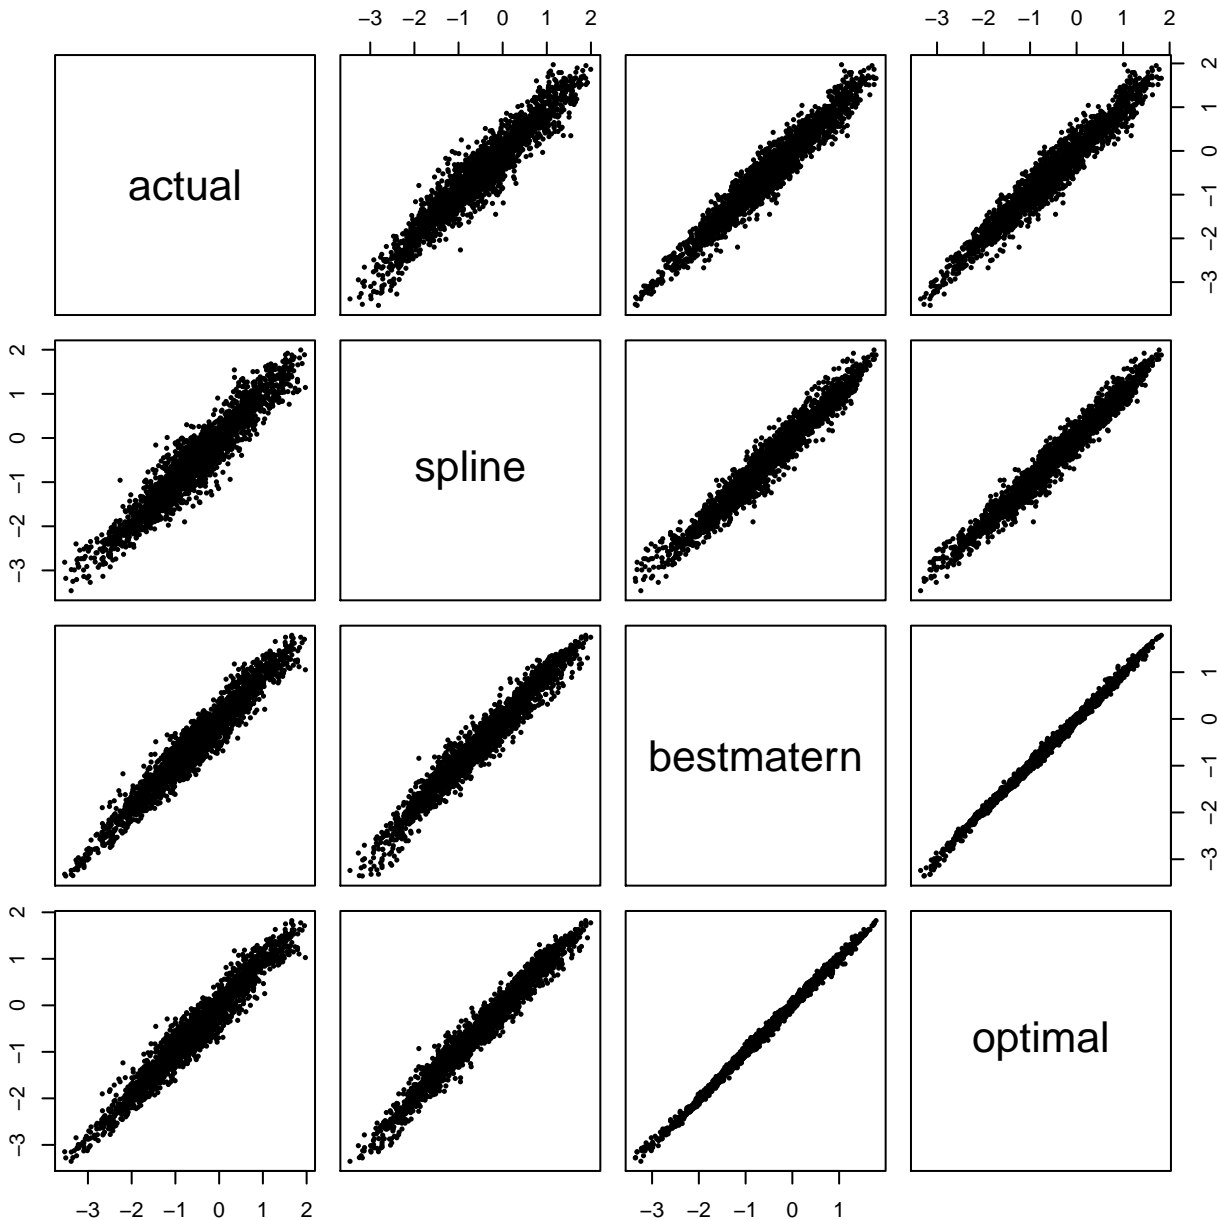 −3 −2 −1 0 1 2 −3 −2 −1 0 1 2
actual
−3 −2 −1 0 1 2
−3 −2 −1 0 1 2
spline
bestmatern
−3 −2 −1 0 1
−3 −2 −1 0 1 2
optimal
−3 −2 −1 0 1 2 −3 −2 −1 0 1